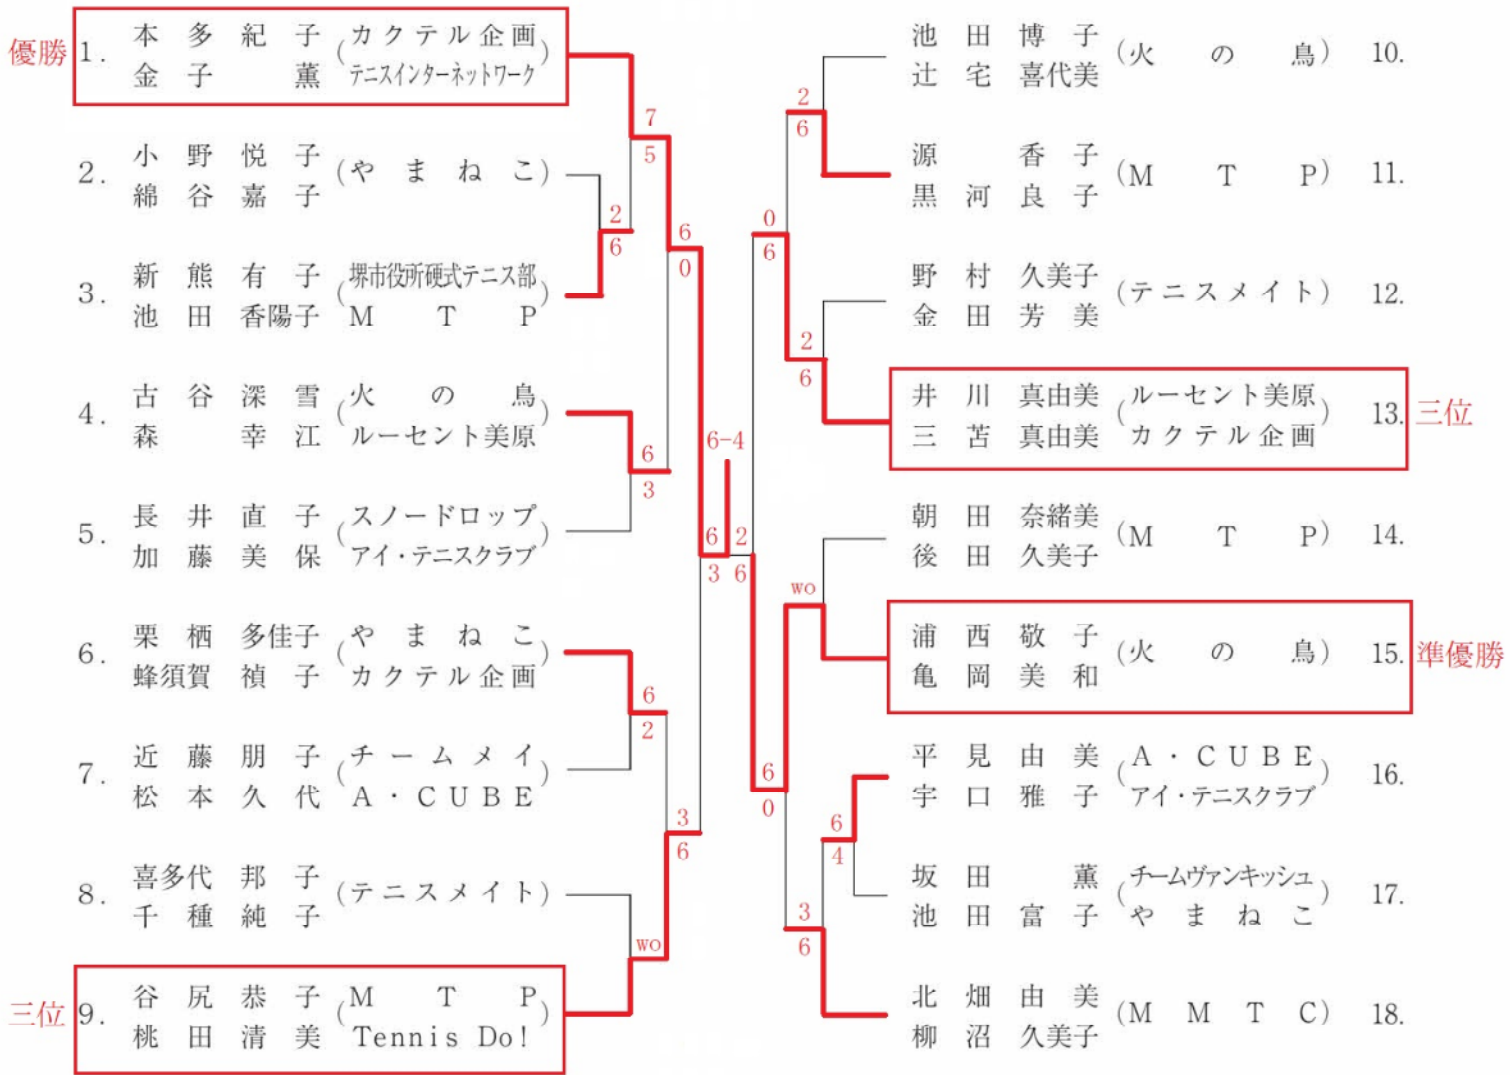 優勝
1. 本多紀子 (カクテル企画)
金子 薫 テニスインターネットワーク
2. 小野悦子 (やまねこ)
綿谷嘉子
3. 新熊有子 (堺市役所硬式テニス部)
池田香陽子 MTP
4. 古谷深雪 (火の鳥)
森 幸江 ルーセント美原
5. 長井直子 (スノードロップ)
加藤美保 アイ・テニスクラブ
6. 栗栖多佳子 (やまねこ)
蜂須賀禎子 カクテル企画
7. 近藤朋子 (チームメイ)
松本久代 A・CUBE
8. 喜多代邦子 (テニスメイト)
千種純子
三位
9. 谷尻恭子 (MTP)
桃田清美 Tennis Do!
7
5
2
6
6
0
6
3
6
2
3
6
wo
6
3
6-4
2
6
2
6
0
6
2
6
wo
6
0
6
4
3
6
池田博子 (火の鳥) 10.
辻宅喜代美
源 香子 (MTP) 11.
黒河良子
野村久美子 (テニスメイト) 12.
金田芳美
井川真由美 (ルーセント美原) 13. 三位
三苫真由美 カクテル企画
朝田奈緒美 (MTP) 14.
後田久美子
浦西敬子 (火の鳥) 15. 準優勝
亀岡美和
平見由美 (A・CUBE) 16.
宇口雅子 アイ・テニスクラブ
坂田 薫 (チームヴァンキッシュ) 17.
池田富子 やまねこ
北畑由美 (MMTC) 18.
柳沼久美子